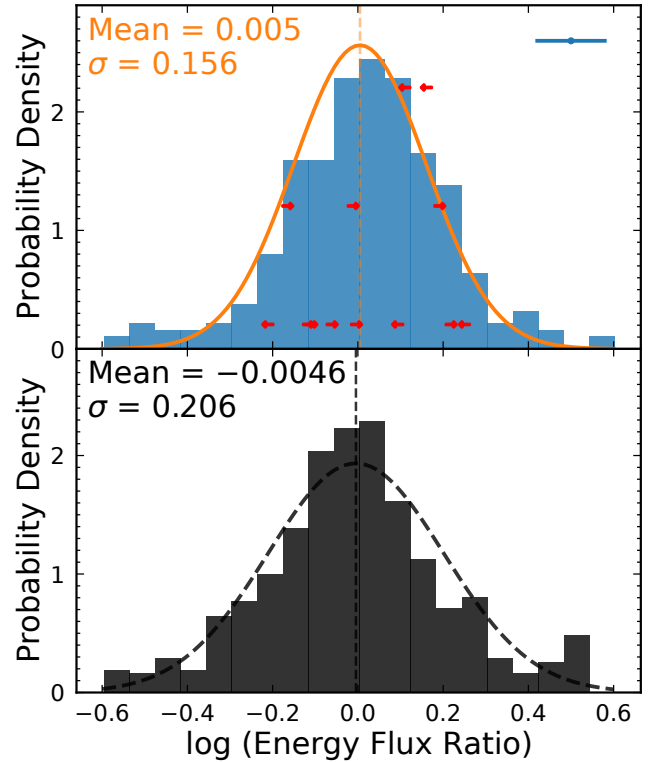 Mean = 0.005
σ = 0.156
Probability Density
2
1
0
Mean = −0.0046
σ = 0.206
Probability Density
2
1
0
−0.6 −0.4 −0.2 0.0 0.2 0.4 0.6
log (Energy Flux Ratio)